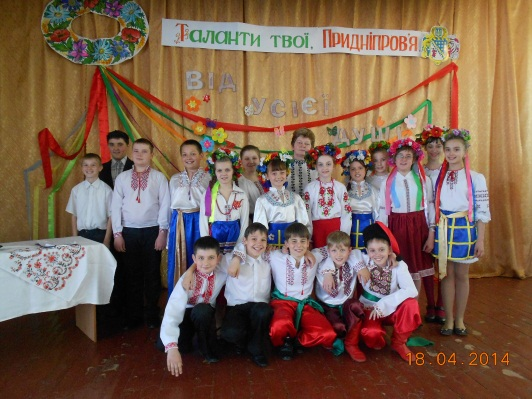 Таланти твої, Придніпров'я
ВІД
УСІЄЇ
ДУШІ
18.04.2014